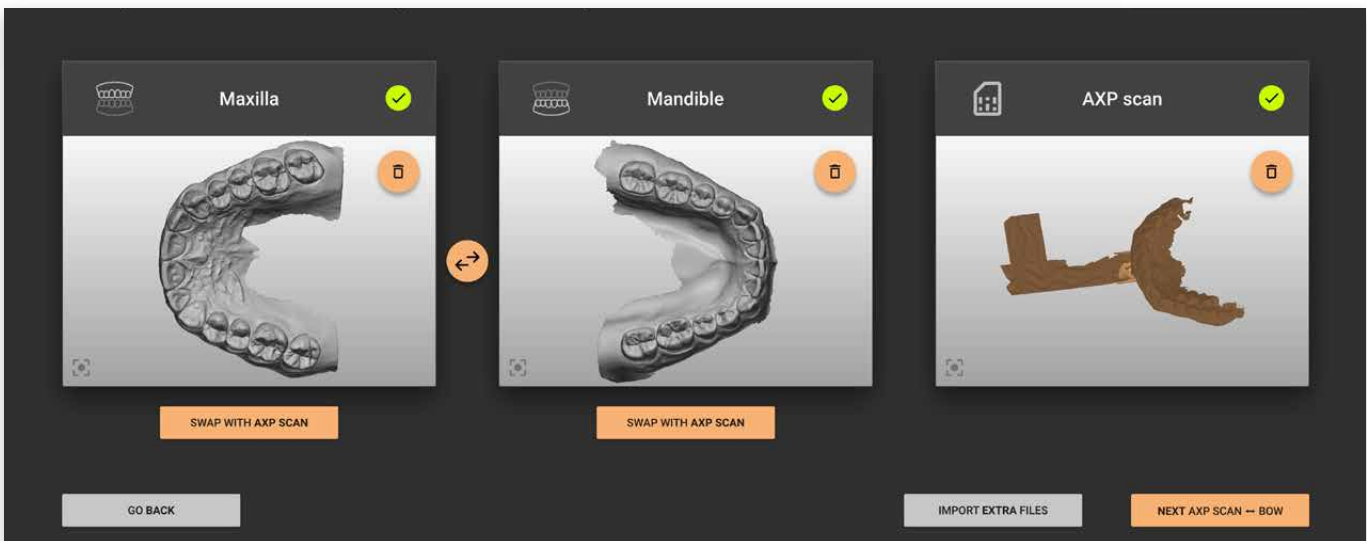 Maxilla
Mandible
AXP scan
SWAP WITH AXP SCAN
SWAP WITH AXP SCAN
GO BACK
IMPORT EXTRA FILES
NEXT AXP SCAN ↔ BOW